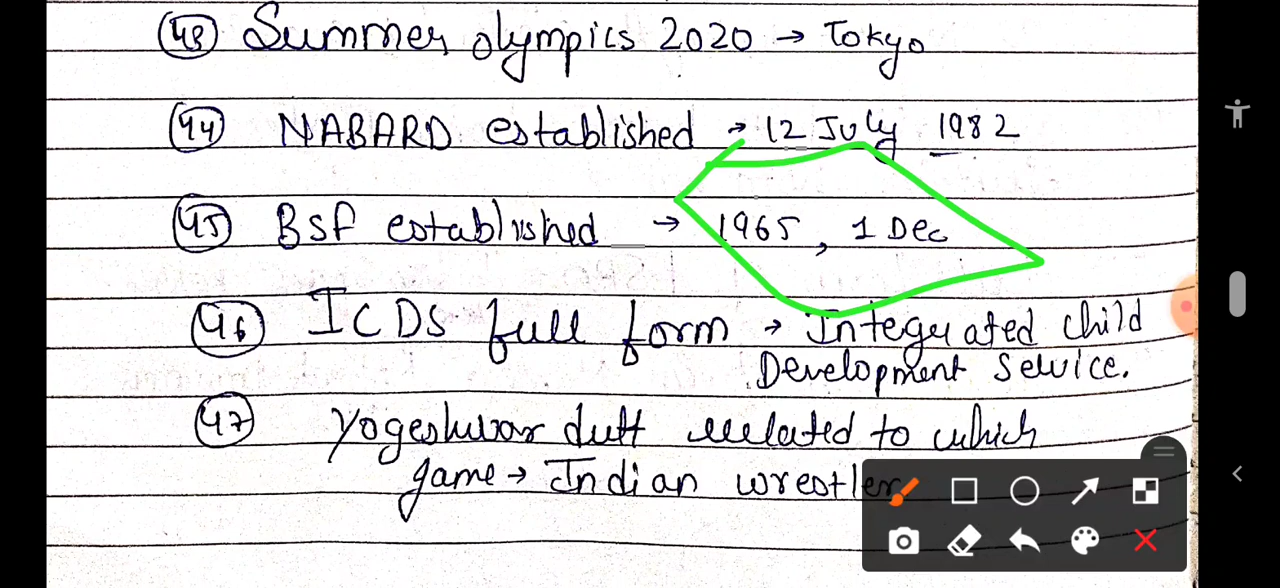 43 Summer olympics 2020 → Tokyo
44 NABARD established → 12 July 1982
45 BSF established → 1965, 1 Dec
46 ICDS full form → Integrated child
Development Service.
47 Yogeshwar dutt related to which
game → Indian wrestler